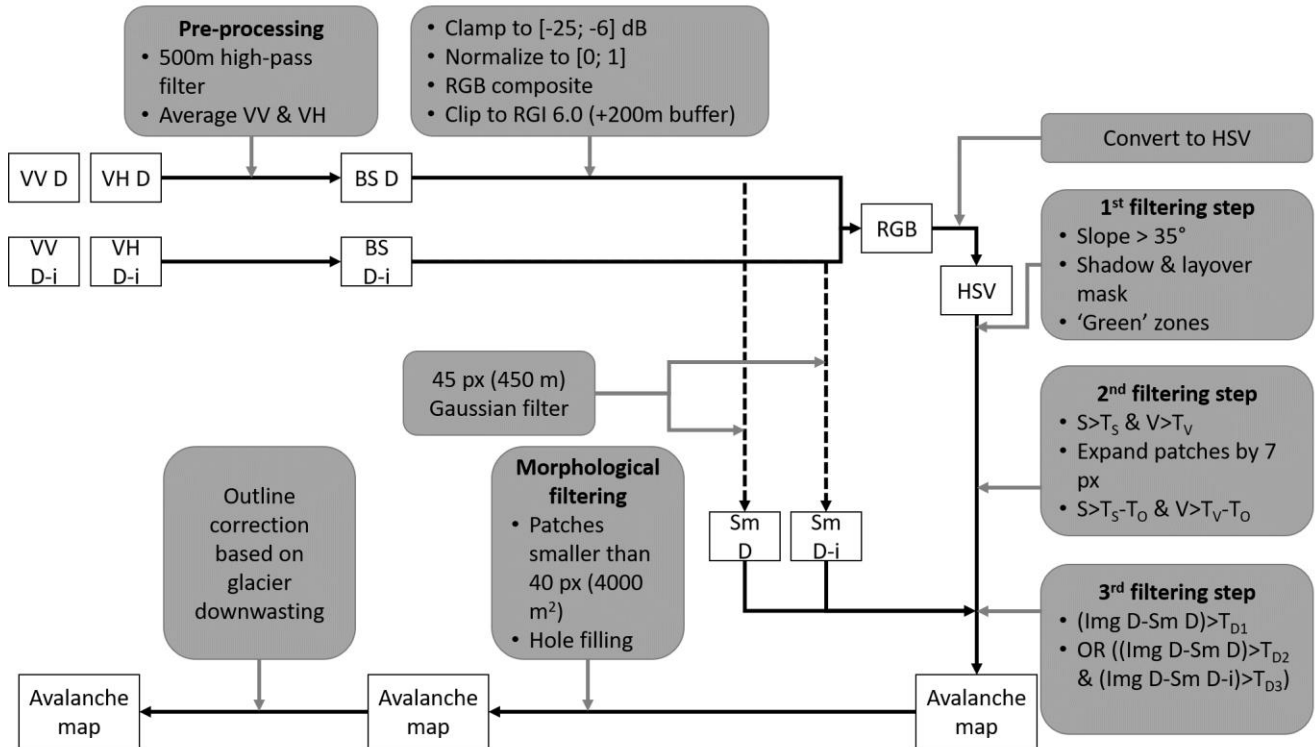 Pre-processing
• 500m high-pass
filter
• Average VV & VH
• Clamp to [-25; -6] dB
• Normalize to [0; 1]
• RGB composite
• Clip to RGI 6.0 (+200m buffer)
Convert to HSV
VV D
VH D
BS D
RGB
1st filtering step
• Slope > 35°
• Shadow & layover
mask
• ‘Green’ zones
VV
D-i
VH
D-i
BS
D-i
HSV
45 px (450 m)
Gaussian filter
2nd filtering step
• S>TS & V>TV
• Expand patches by 7
px
• S>TS-TO & V>TV-TO
Outline
correction
based on
glacier
downwasting
Morphological
filtering
• Patches
smaller than
40 px (4000
m²)
• Hole filling
Sm
D
Sm
D-i
3rd filtering step
• (Img D-Sm D)>TD1
• OR ((Img D-Sm D)>TD2
& (Img D-Sm D-i)>TD3)
Avalanche
map
Avalanche
map
Avalanche
map